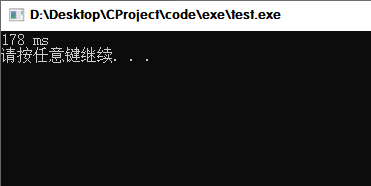 D:\Desktop\CProject\code\exe\test.exe
178 ms
请按任意键继续. . .